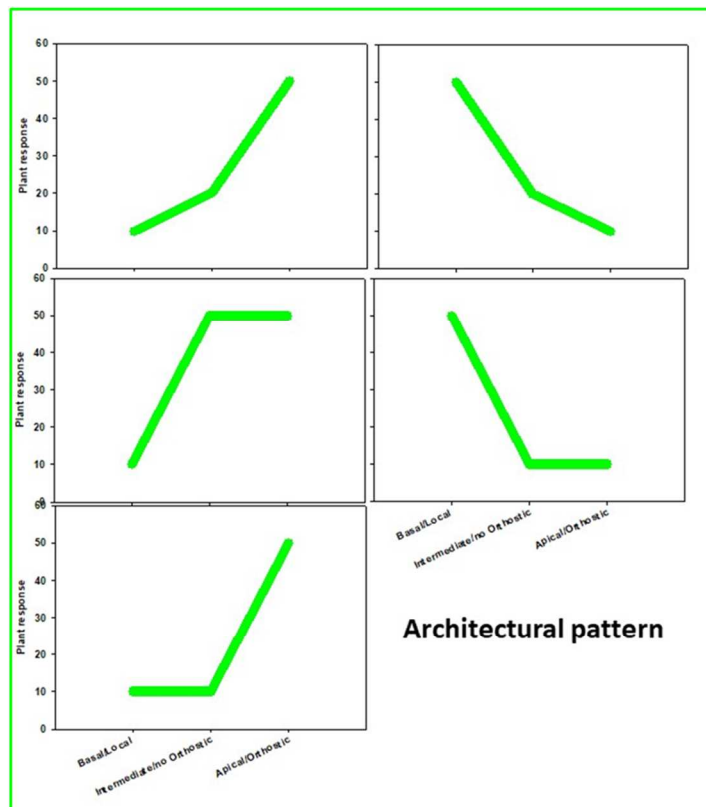 60
50
40
30
20
10
0
Plant response
60
50
40
30
20
10
0
Plant response
60
50
40
30
20
10
0
Plant response
Basal/Local
Intermediate/no Orthostic
Apical/Orthostic
Basal/Local
Intermediate/no Orthostic
Apical/Orthostic
Architectural pattern